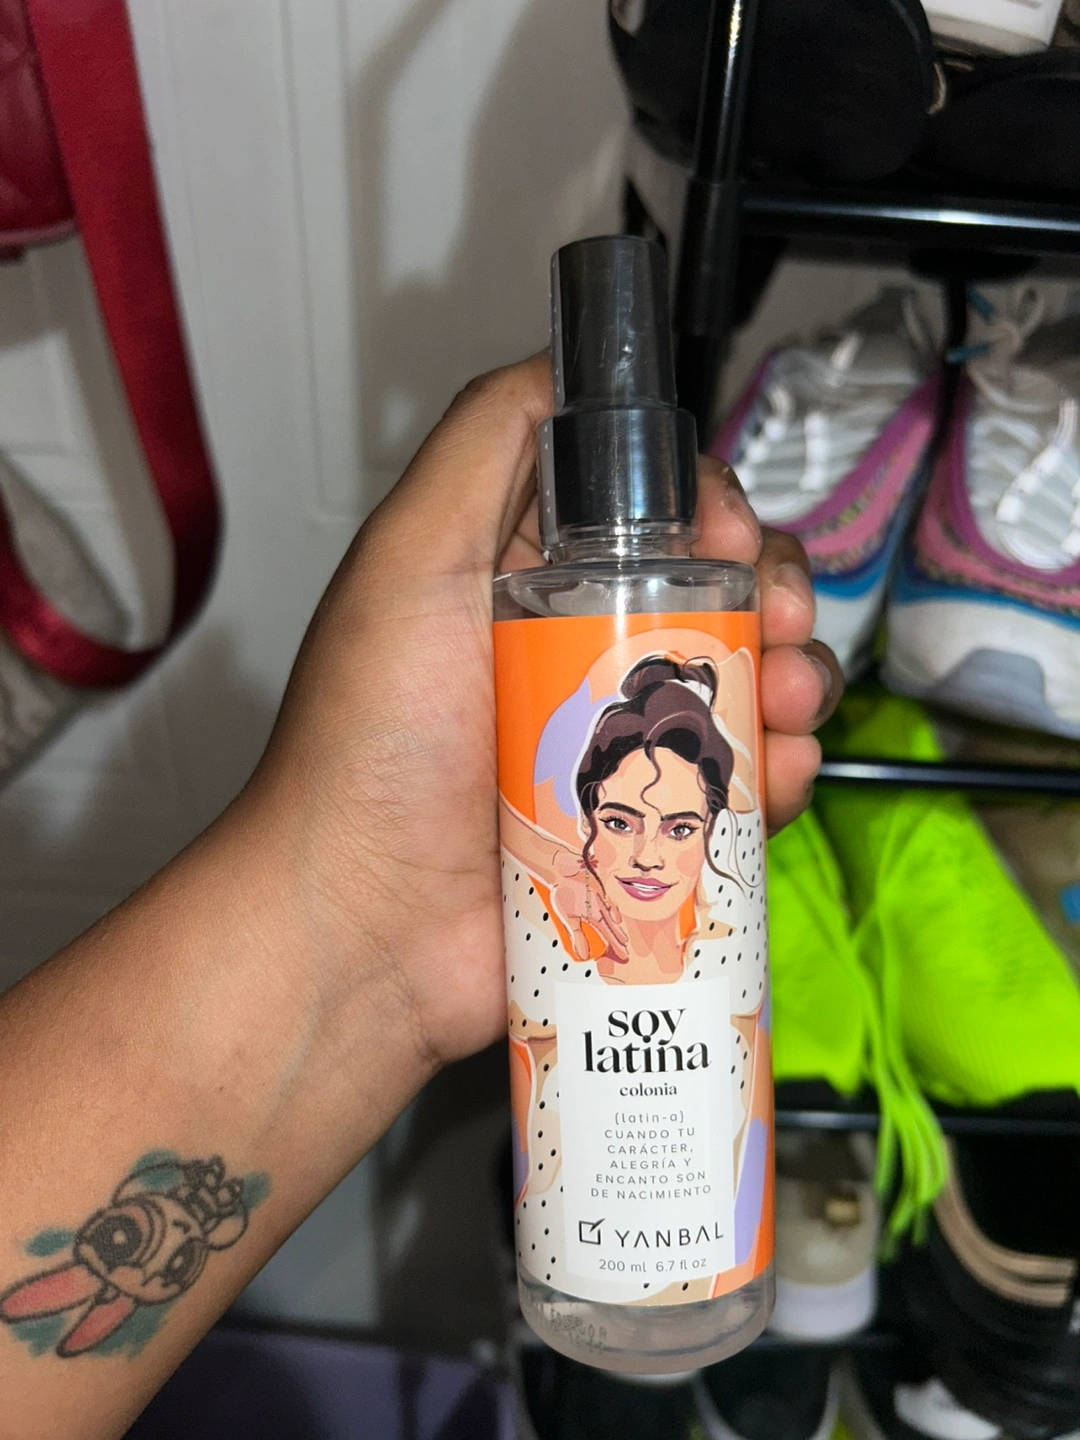 soy
latina
colonia
{latin-a}
CUANDO TU
CARÁCTER,
ALEGRÍA Y
ENCANTO SON
DE NACIMIENTO
YANBAL
200 ml 6.7 fl oz